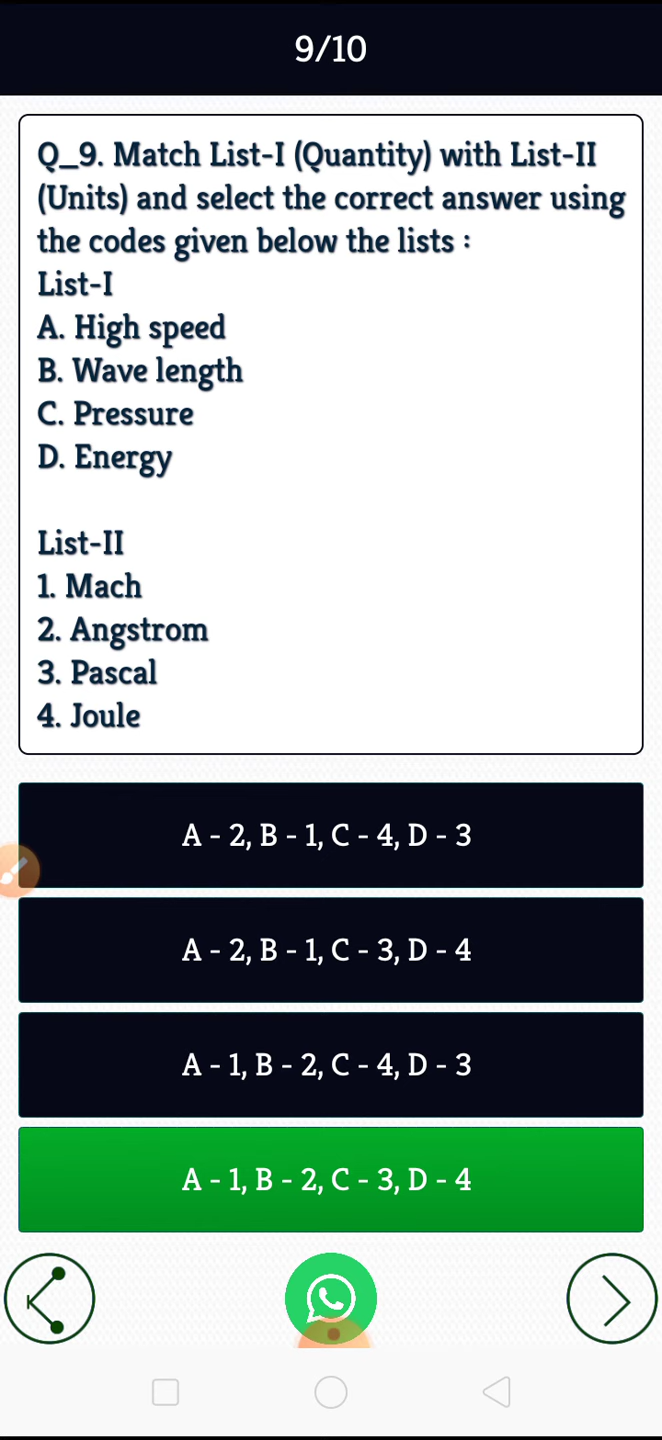 9/10
Q_9. Match List-I (Quantity) with List-II
(Units) and select the correct answer using
the codes given below the lists :
List-I
A. High speed
B. Wave length
C. Pressure
D. Energy
List-II
1. Mach
2. Angstrom
3. Pascal
4. Joule
A - 2, B - 1, C - 4, D - 3
A - 2, B - 1, C - 3, D - 4
A - 1, B - 2, C - 4, D - 3
A - 1, B - 2, C - 3, D - 4